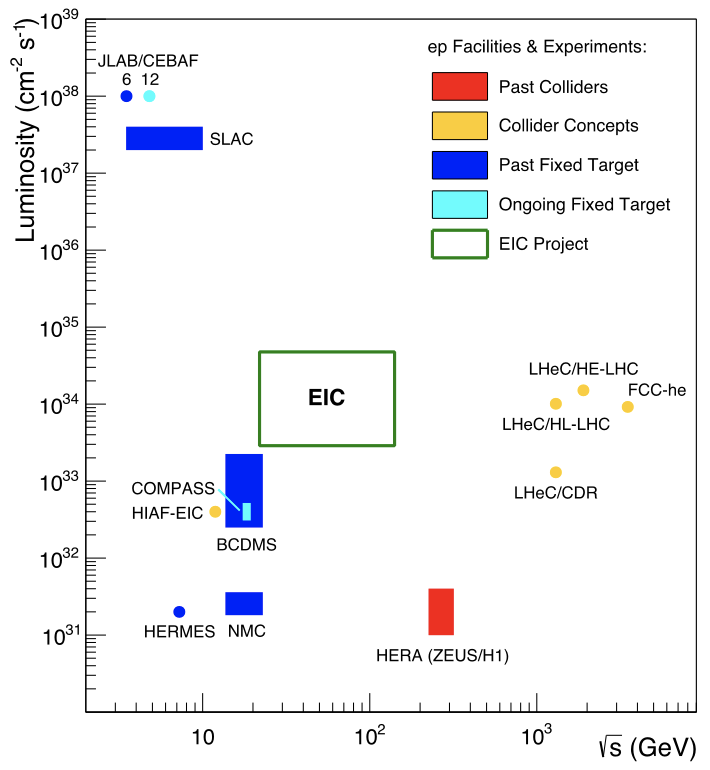 10³⁹
10³⁸
10³⁷
10³⁶
10³⁵
10³⁴
10³³
10³²
10³¹
Luminosity (cm⁻² s⁻¹)
JLAB/CEBAF
6 12
SLAC
ep Facilities & Experiments:
Past Colliders
Collider Concepts
Past Fixed Target
Ongoing Fixed Target
EIC Project
EIC
LHeC/HE-LHC
FCC-he
LHeC/HL-LHC
LHeC/CDR
COMPASS
HIAF-EIC
BCDMS
HERMES
NMC
HERA (ZEUS/H1)
10
10²
10³
√s (GeV)